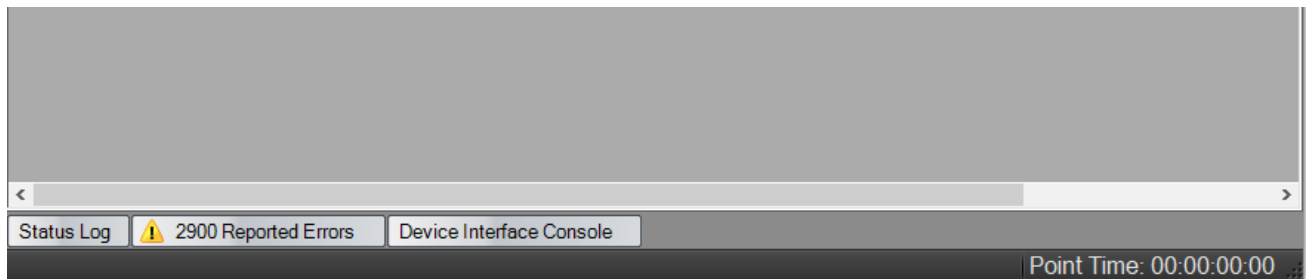 Status Log
2900 Reported Errors
Device Interface Console
Point Time: 00:00:00:00